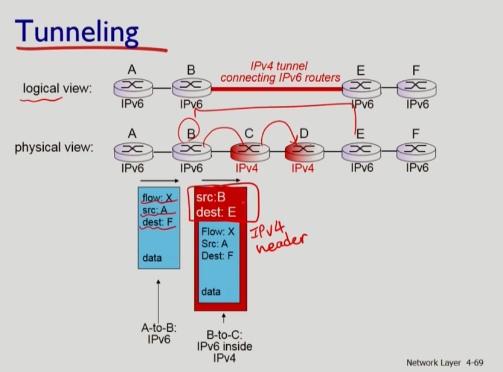 Tunneling
A B IPv4 tunnel E F
connecting IPv6 routers
logical view:
IPv6 IPv6 IPv6 IPv6
A B C D E F
physical view:
IPv6 IPv6 IPv4 IPv4 IPv6 IPv6
flow: X
src: A
dest: F
data
src:B
dest: E
Flow: X
Src: A
Dest: F
data
IPv4
header
A-to-B:
IPv6
B-to-C:
IPv6 inside
IPv4
Network Layer 4-69